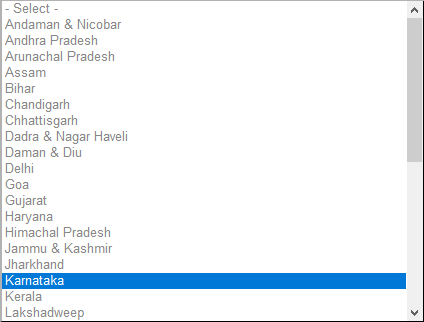 - Select -
Andaman & Nicobar
Andhra Pradesh
Arunachal Pradesh
Assam
Bihar
Chandigarh
Chhattisgarh
Dadra & Nagar Haveli
Daman & Diu
Delhi
Goa
Gujarat
Haryana
Himachal Pradesh
Jammu & Kashmir
Jharkhand
Karnataka
Kerala
Lakshadweep